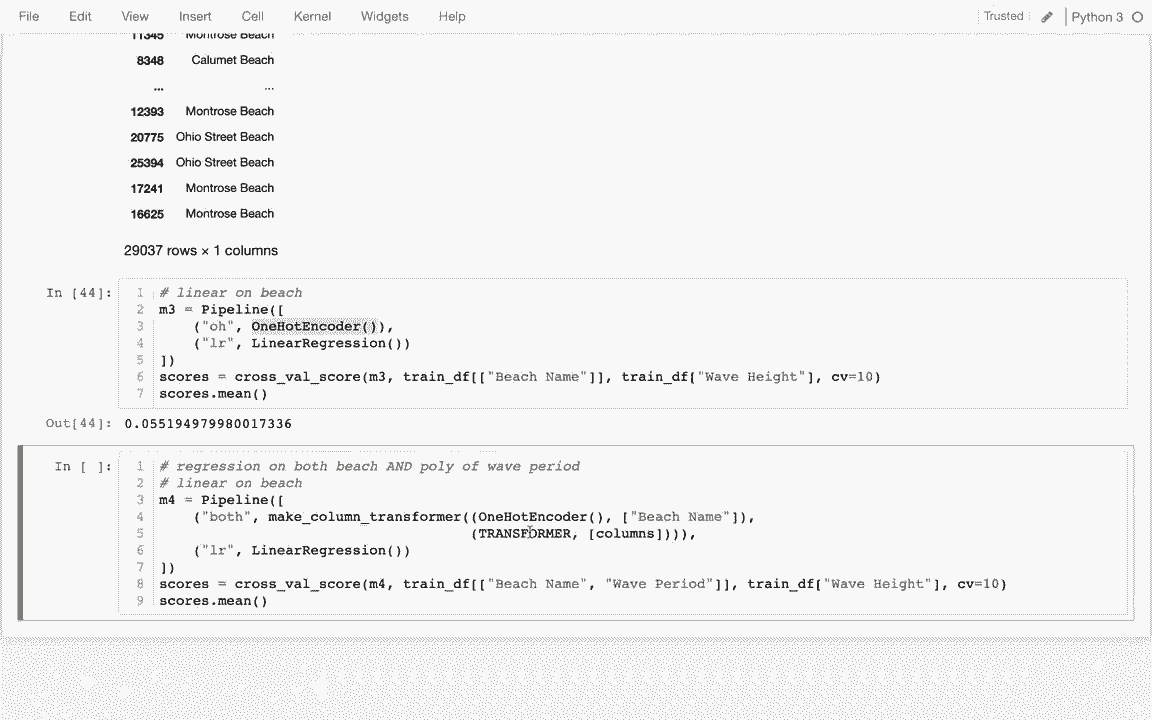 File Edit View Insert Cell Kernel Widgets Help Trusted Python 3
11345 Montrose Beach
8348 Calumet Beach
... ...
12393 Montrose Beach
20775 Ohio Street Beach
25394 Ohio Street Beach
17241 Montrose Beach
16625 Montrose Beach
29037 rows × 1 columns
In [44]: 1 # linear on beach
2 m3 = Pipeline([
3 ("oh", OneHotEncoder()),
4 ("lr", LinearRegression())
5 ])
6 scores = cross_val_score(m3, train_df[["Beach Name"]], train_df["Wave Height"], cv=10)
7 scores.mean()
Out[44]: 0.055194979980017336
In [ ]: 1 # regression on both beach AND poly of wave period
2 # linear on beach
3 m4 = Pipeline([
4 ("both", make_column_transformer((OneHotEncoder(), ["Beach Name"]),
5 (TRANSFORMER, [columns]))),
6 ("lr", LinearRegression())
7 ])
8 scores = cross_val_score(m4, train_df[["Beach Name", "Wave Period"]], train_df["Wave Height"], cv=10)
9 scores.mean()